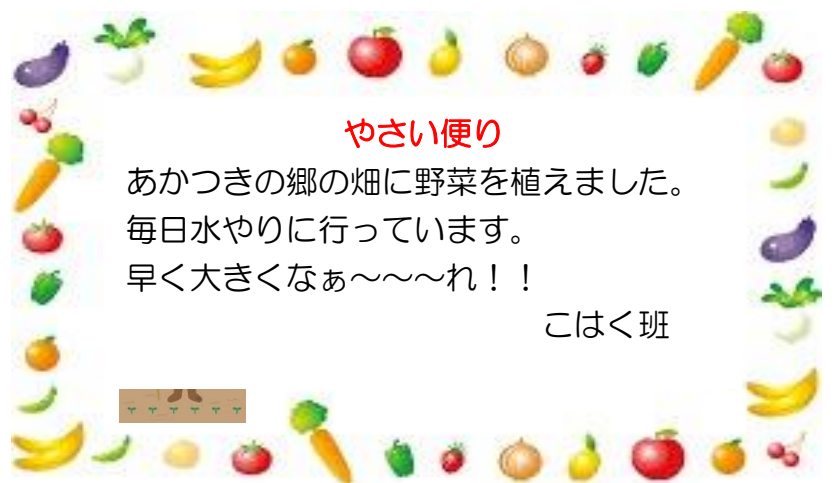 やさい便り
あかつきの郷の畑に野菜を植えました。
毎日水やりに行っています。
早く大きくなぁ～～～れ！！
こはく班